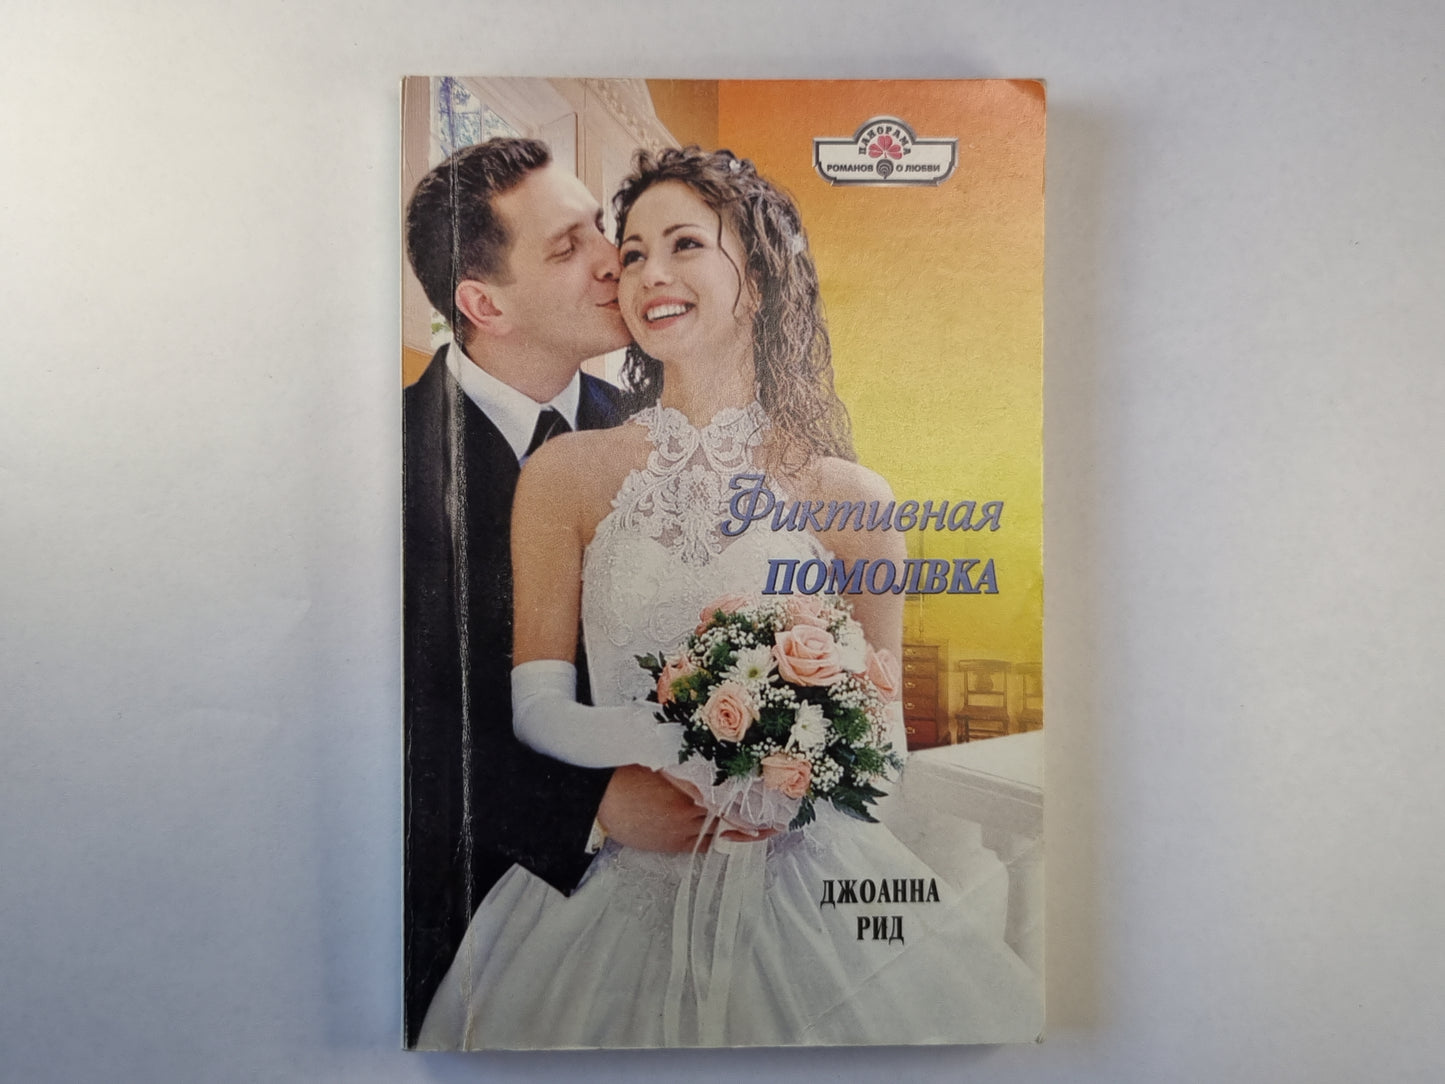 ПАНОРАМА
РОМАНОВ О ЛЮБВИ
Фиктивная
ПОМОЛВКА
ДЖОАННА
РИД